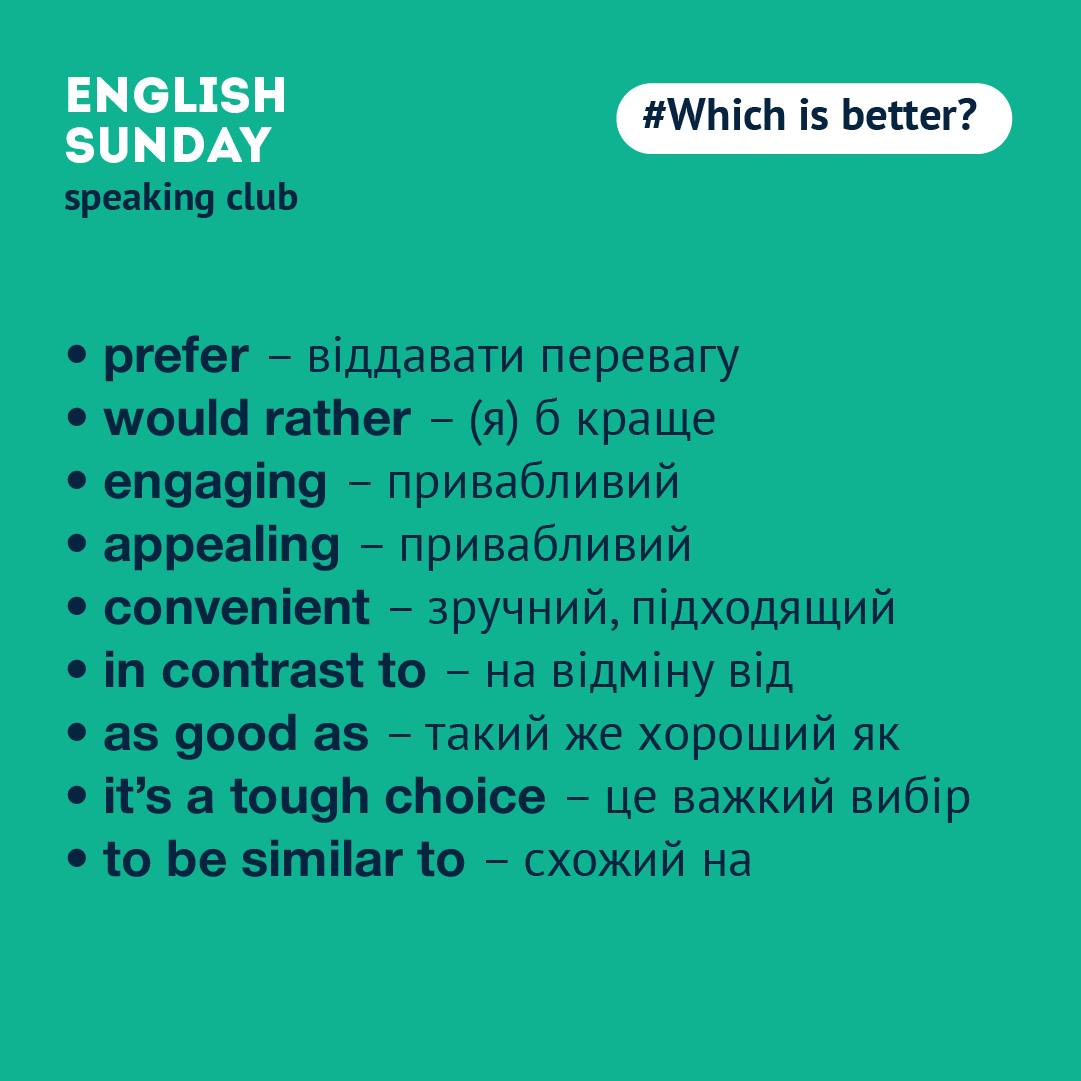 ENGLISH
SUNDAY
speaking club
#Which is better?
• prefer – віддавати перевагу
• would rather – (я) б краще
• engaging – привабливий
• appealing – привабливий
• convenient – зручний, підходящий
• in contrast to – на відміну від
• as good as – такий же хороший як
• it’s a tough choice – це важкий вибір
• to be similar to – схожий на